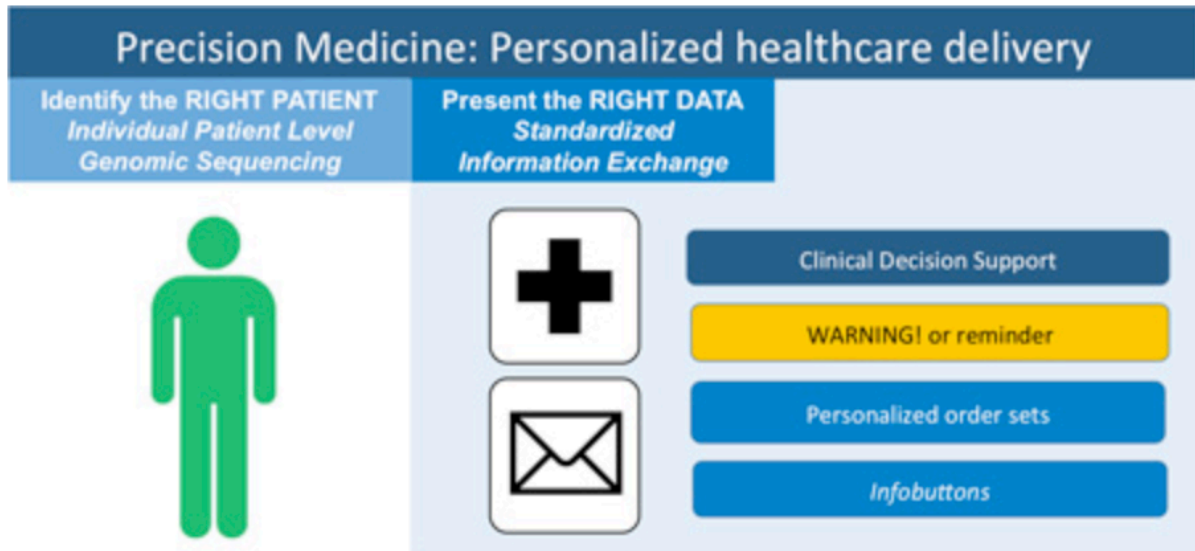 Precision Medicine: Personalized healthcare delivery
Identify the RIGHT PATIENT
Individual Patient Level
Genomic Sequencing
Present the RIGHT DATA
Standardized
Information Exchange
Clinical Decision Support
WARNING! or reminder
Personalized order sets
Infobuttons